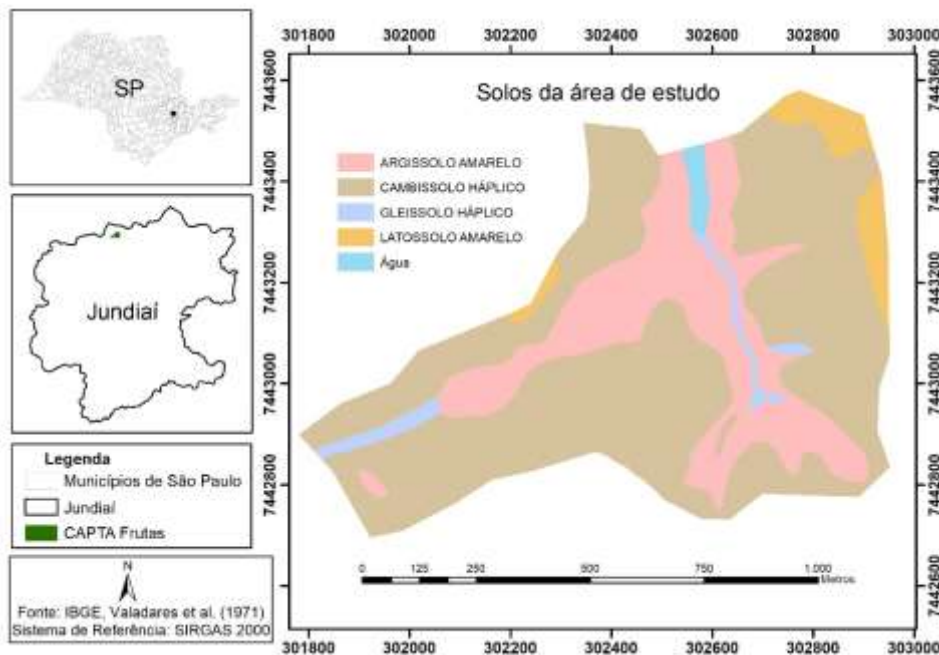 SP
Jundiaí
Legenda
Municípios de São Paulo
Jundiaí
CAPTA Frutas
N
Fonte: IBGE, Valadares et al. (1971)
Sistema de Referência: SIRGAS 2000
301800 302000 302200 302400 302600 302800 303000
7443600
7443400
7443200
7443000
7442800
7442600
Solos da área de estudo
ARGISSOLO AMARELO
CAMBISSOLO HÁPLICO
GLEISSOLO HÁPLICO
LATOSSOLO AMARELO
Água
0 125 250 500 750 1.000
Metros
7443600
7443400
7443200
7443000
7442800
7442600
301800 302000 302200 302400 302600 302800 303000